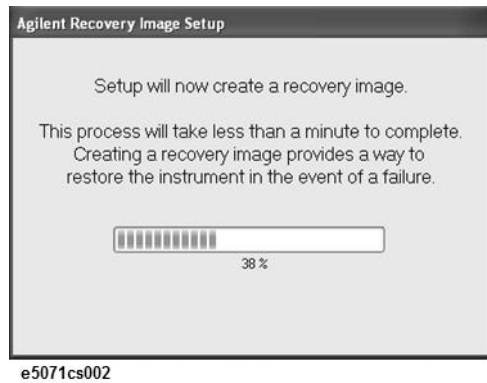 Agilent Recovery Image Setup
Setup will now create a recovery image.
This process will take less than a minute to complete.
Creating a recovery image provides a way to
restore the instrument in the event of a failure.
38 %
e5071cs002